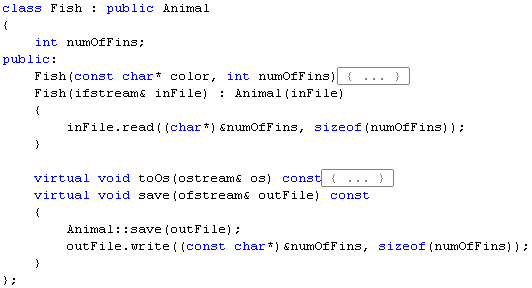 class Fish : public Animal
{
    int numOfFins;
public:
    Fish(const char* color, int numOfFins){ ... }
    Fish(ifstream& inFile) : Animal(inFile)
    {
        inFile.read((char*)&numOfFins, sizeof(numOfFins));
    }

    virtual void toOs(ostream& os) const{ ... }
    virtual void save(ofstream& outFile) const
    {
        Animal::save(outFile);
        outFile.write((const char*)&numOfFins, sizeof(numOfFins));
    }
};